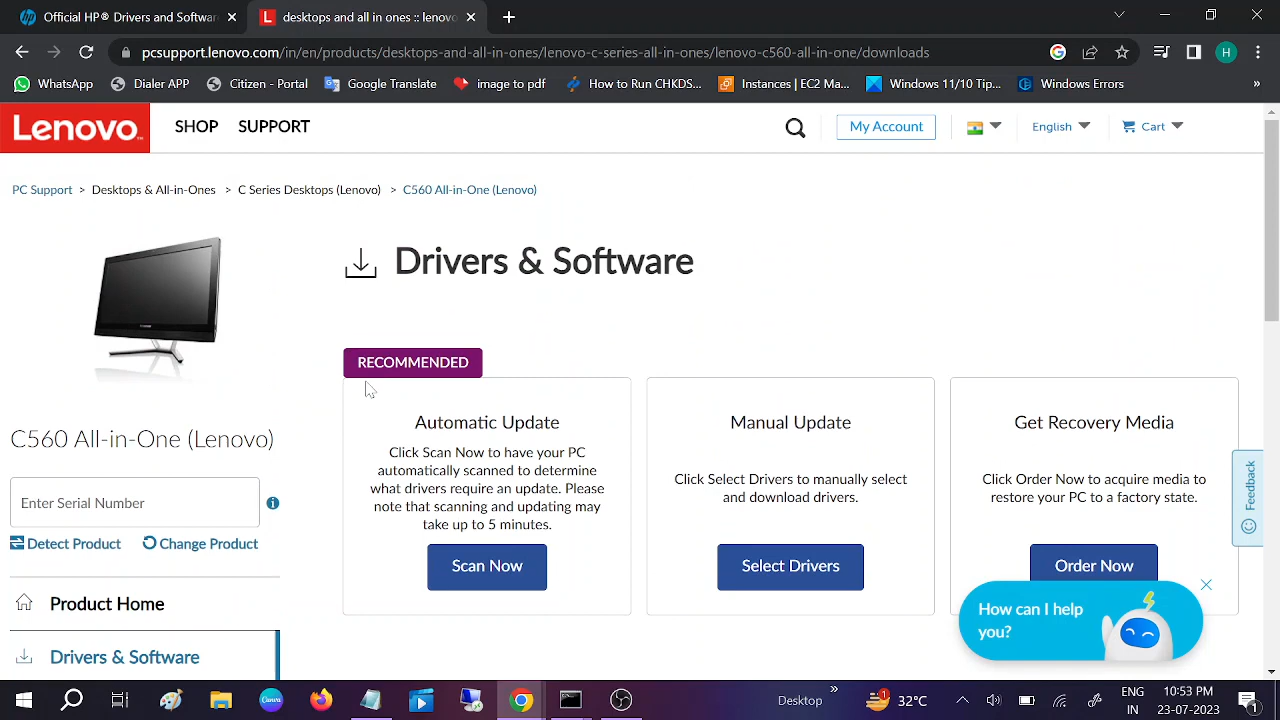 Official HP® Drivers and Softwar
desktops and all in ones :: lenovo
pcsupport.lenovo.com/in/en/products/desktops-and-all-in-ones/lenovo-c-series-all-in-ones/lenovo-c560-all-in-one/downloads
H
WhatsApp
Dialer APP
Citizen - Portal
Google Translate
image to pdf
How to Run CHKDS...
Instances | EC2 Ma...
Windows 11/10 Tip...
Windows Errors
»
Lenovo
SHOP
SUPPORT
My Account
English
Cart
PC Support > Desktops & All-in-Ones > C Series Desktops (Lenovo) > C560 All-in-One (Lenovo)
Drivers & Software
RECOMMENDED
Automatic Update
Click Scan Now to have your PC
automatically scanned to determine
what drivers require an update. Please
note that scanning and updating may
take up to 5 minutes.
Scan Now
Manual Update
Click Select Drivers to manually select
and download drivers.
Select Drivers
Get Recovery Media
Click Order Now to acquire media to
restore your PC to a factory state.
Order Now
C560 All-in-One (Lenovo)
Enter Serial Number
Detect Product
Change Product
Product Home
Drivers & Software
Feedback
How can I help
you?
Canva
Desktop
»
1
32°C
ENG
IN
10:53 PM
23-07-2023
1